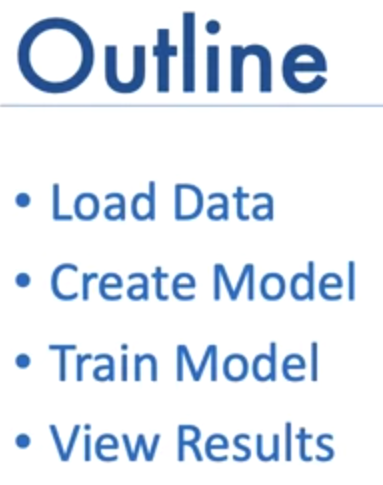 Outline
• Load Data
• Create Model
• Train Model
• View Results